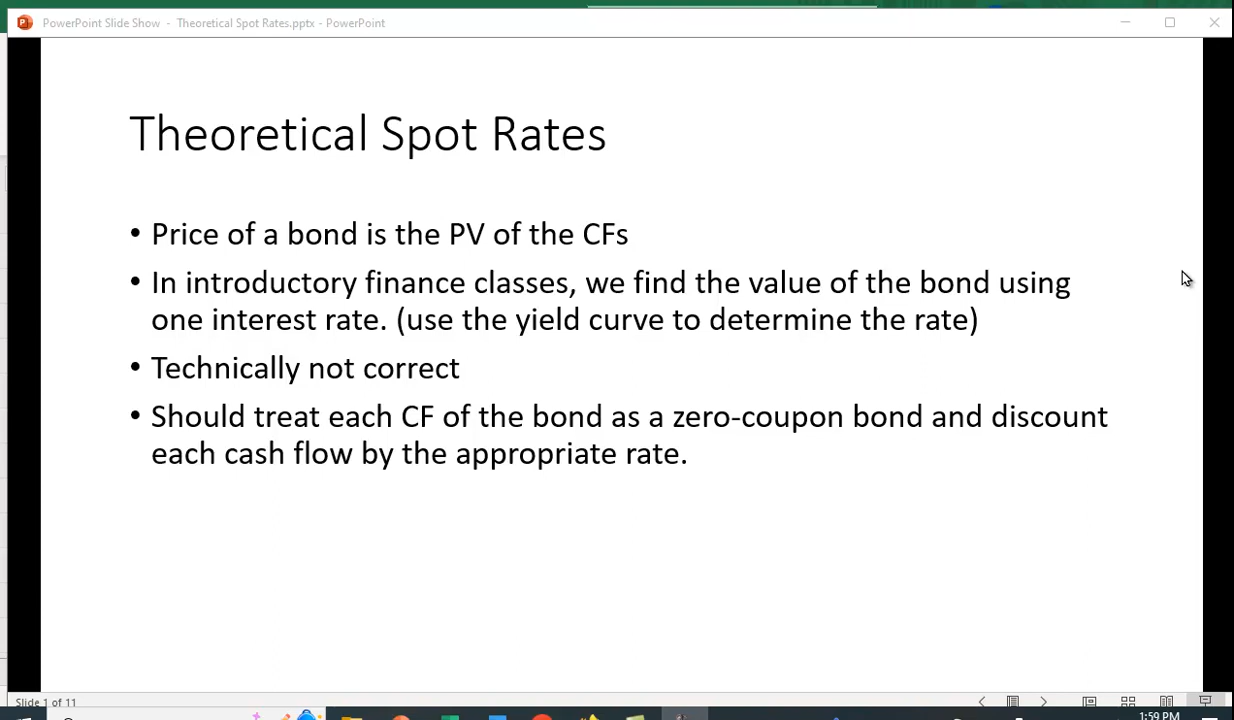 PowerPoint Slide Show - Theoretical Spot Rates.pptx - PowerPoint
Theoretical Spot Rates
• Price of a bond is the PV of the CFs
• In introductory finance classes, we find the value of the bond using
one interest rate. (use the yield curve to determine the rate)
• Technically not correct
• Should treat each CF of the bond as a zero-coupon bond and discount
each cash flow by the appropriate rate.
Slide 1 of 11
1:59 PM